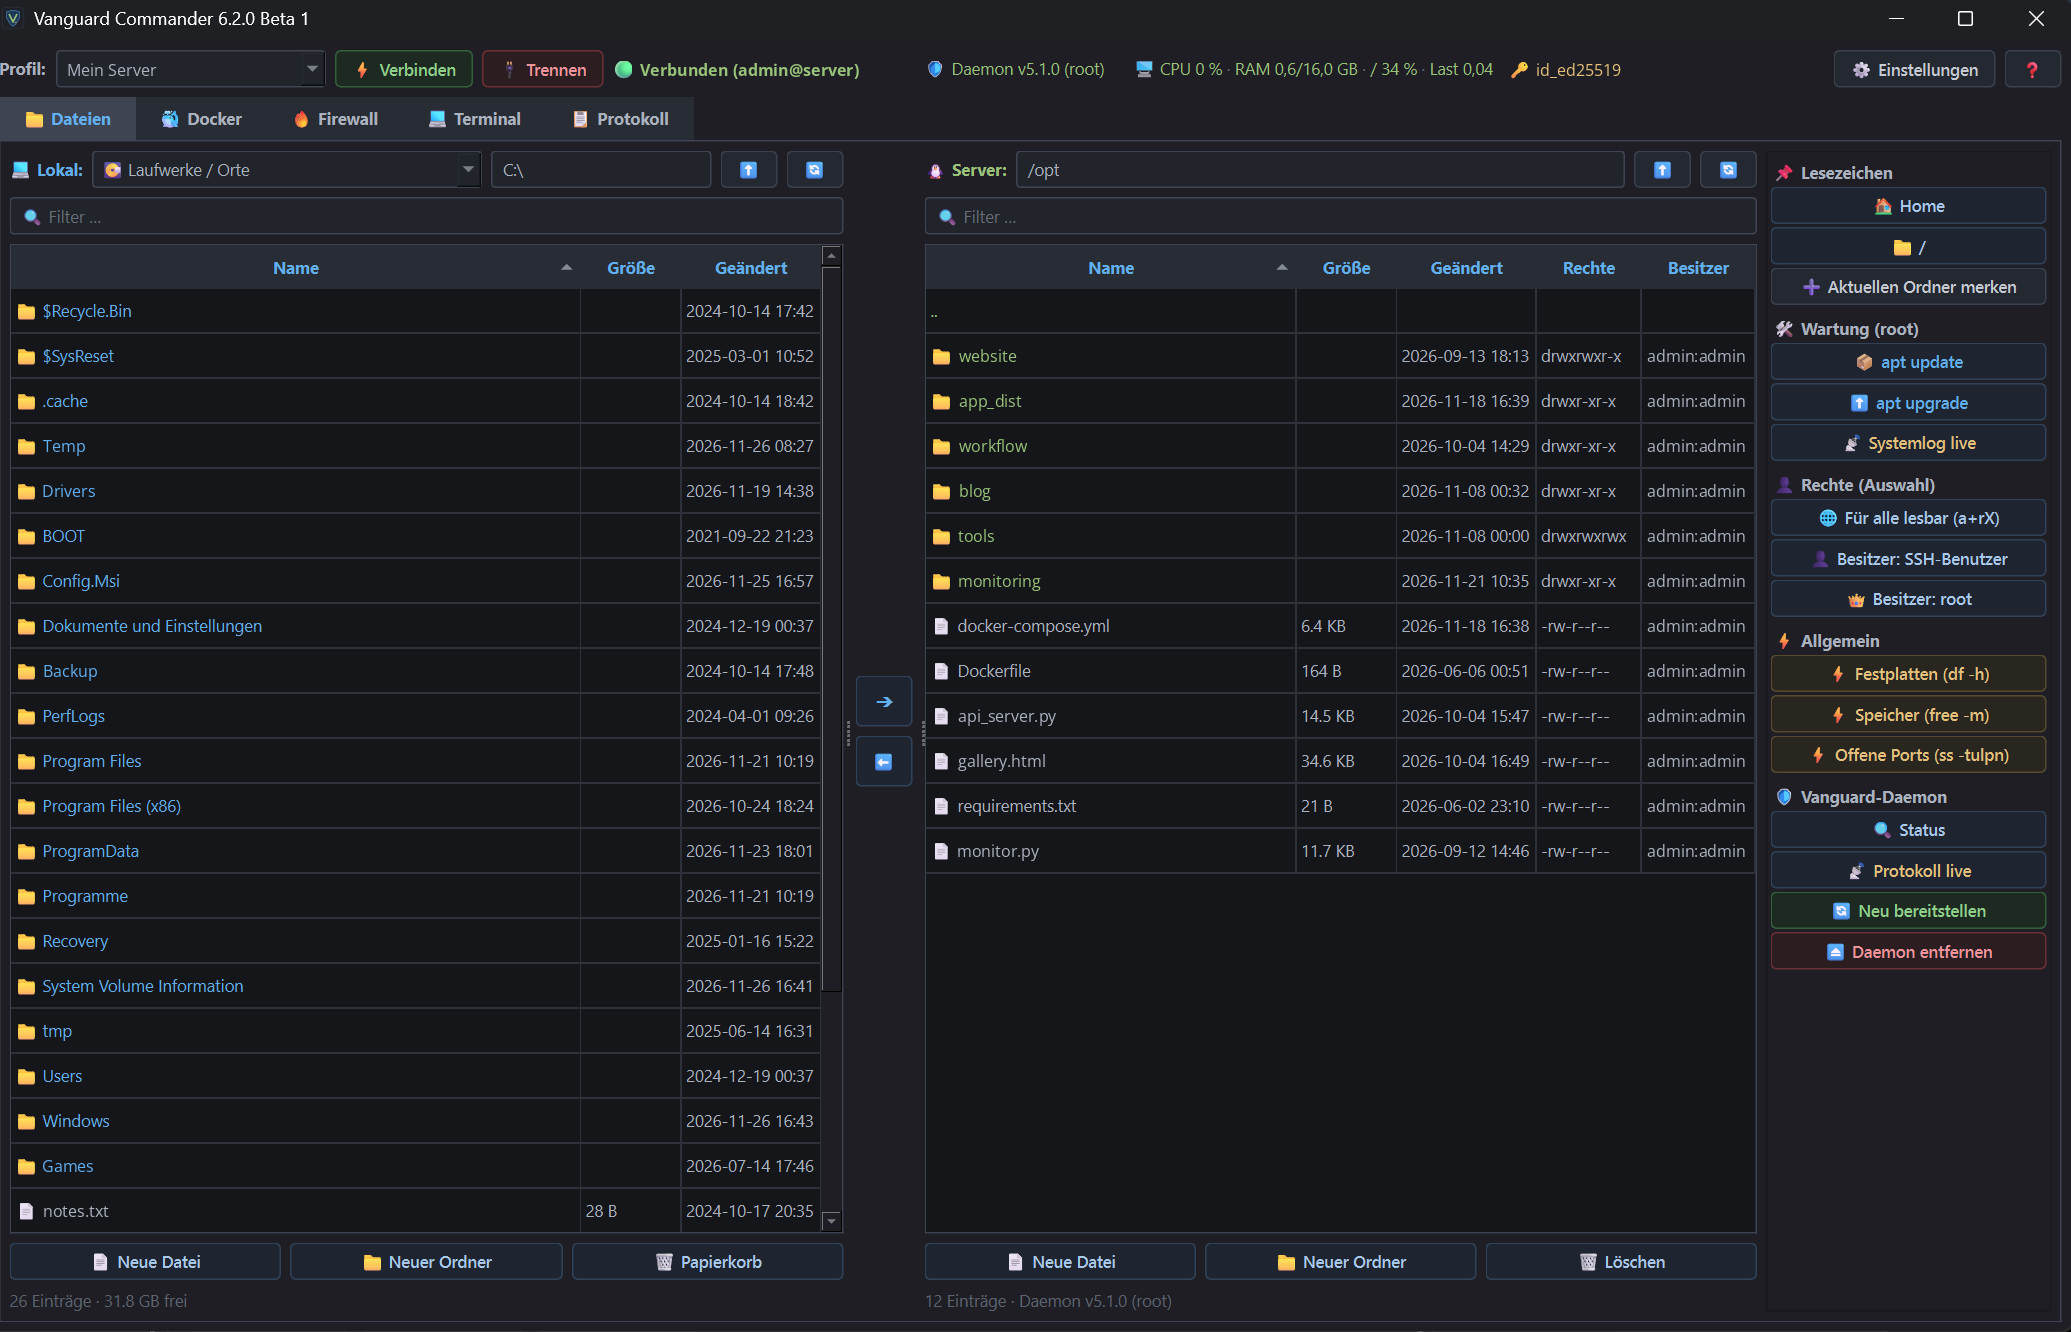 Vanguard Commander 6.2.0 Beta 1
Profil: Mein Server Verbinden Trennen Verbunden (admin@server) Daemon v5.1.0 (root) CPU 0 % · RAM 0,6/16,0 GB · / 34 % · Last 0,04 id_ed25519 Einstellungen ?
Dateien Docker Firewall Terminal Protokoll
Lokal: Laufwerke / Orte C:\
Filter ...
Name Größe Geändert
$Recycle.Bin 2024-10-14 17:42
$SysReset 2025-03-01 10:52
.cache 2024-10-14 18:42
Temp 2026-11-26 08:27
Drivers 2026-11-19 14:38
BOOT 2021-09-22 21:23
Config.Msi 2026-11-25 16:57
Dokumente und Einstellungen 2024-12-19 00:37
Backup 2024-10-14 17:48
PerfLogs 2024-04-01 09:26
Program Files 2026-11-21 10:19
Program Files (x86) 2026-10-24 18:24
ProgramData 2026-11-23 18:01
Programme 2026-11-21 10:19
Recovery 2025-01-16 15:22
System Volume Information 2026-11-26 16:41
tmp 2025-06-14 16:31
Users 2024-12-19 00:37
Windows 2026-11-26 16:43
Games 2026-07-14 17:46
notes.txt 28 B 2024-10-17 20:35
Neue Datei Neuer Ordner Papierkorb
26 Einträge · 31.8 GB frei
Server: /opt
Filter ...
Name Größe Geändert Rechte Besitzer
..
website 2026-09-13 18:13 drwxrwxr-x admin:admin
app_dist 2026-11-18 16:39 drwxr-xr-x admin:admin
workflow 2026-10-04 14:29 drwxr-xr-x admin:admin
blog 2026-11-08 00:32 drwxr-xr-x admin:admin
tools 2026-11-08 00:00 drwxrwxrwx admin:admin
monitoring 2026-11-21 10:35 drwxr-xr-x admin:admin
docker-compose.yml 6.4 KB 2026-11-18 16:38 -rw-r--r-- admin:admin
Dockerfile 164 B 2026-06-06 00:51 -rw-r--r-- admin:admin
api_server.py 14.5 KB 2026-10-04 15:47 -rw-r--r-- admin:admin
gallery.html 34.6 KB 2026-10-04 16:49 -rw-r--r-- admin:admin
requirements.txt 21 B 2026-06-02 23:10 -rw-r--r-- admin:admin
monitor.py 11.7 KB 2026-09-12 14:46 -rw-r--r-- admin:admin
Neue Datei Neuer Ordner Löschen
12 Einträge · Daemon v5.1.0 (root)
Lesezeichen
Home
/
Aktuellen Ordner merken
Wartung (root)
apt update
apt upgrade
Systemlog live
Rechte (Auswahl)
Für alle lesbar (a+rX)
Besitzer: SSH-Benutzer
Besitzer: root
Allgemein
Festplatten (df -h)
Speicher (free -m)
Offene Ports (ss -tulpn)
Vanguard-Daemon
Status
Protokoll live
Neu bereitstellen
Daemon entfernen